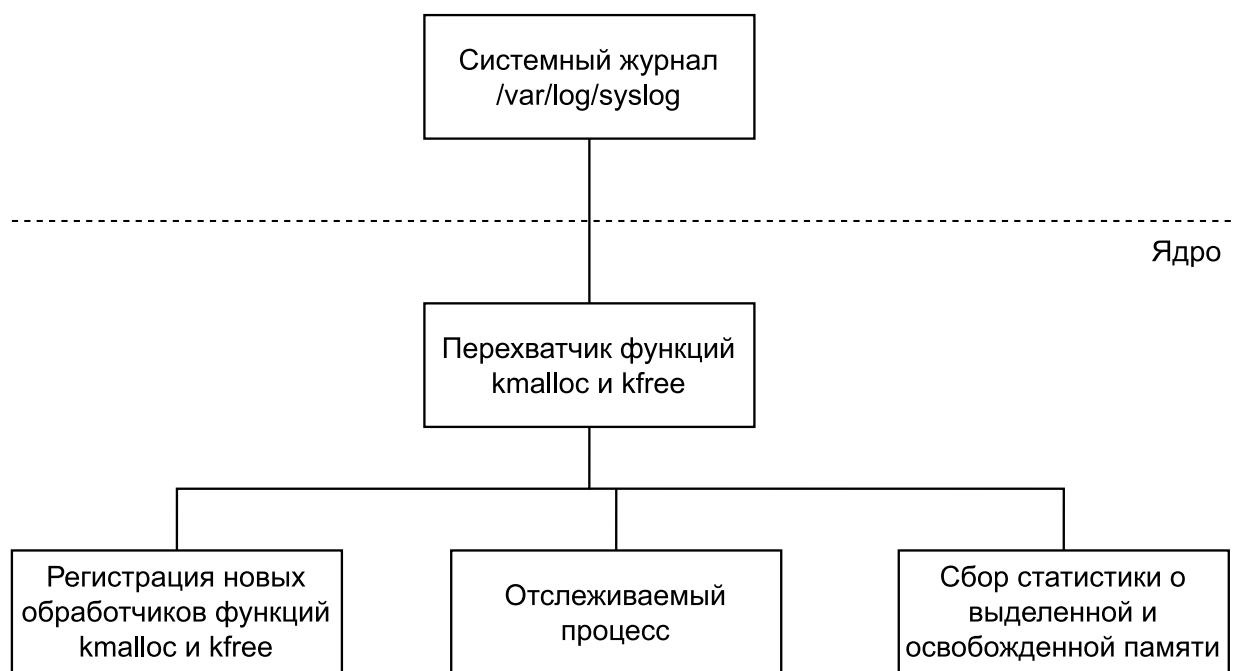 Системный журнал
/var/log/syslog
Ядро
Перехватчик функций
kmalloc и kfree
Регистрация новых
обработчиков функций
kmalloc и kfree
Отслеживаемый
процесс
Сбор статистики о
выделенной и
освобожденной памяти